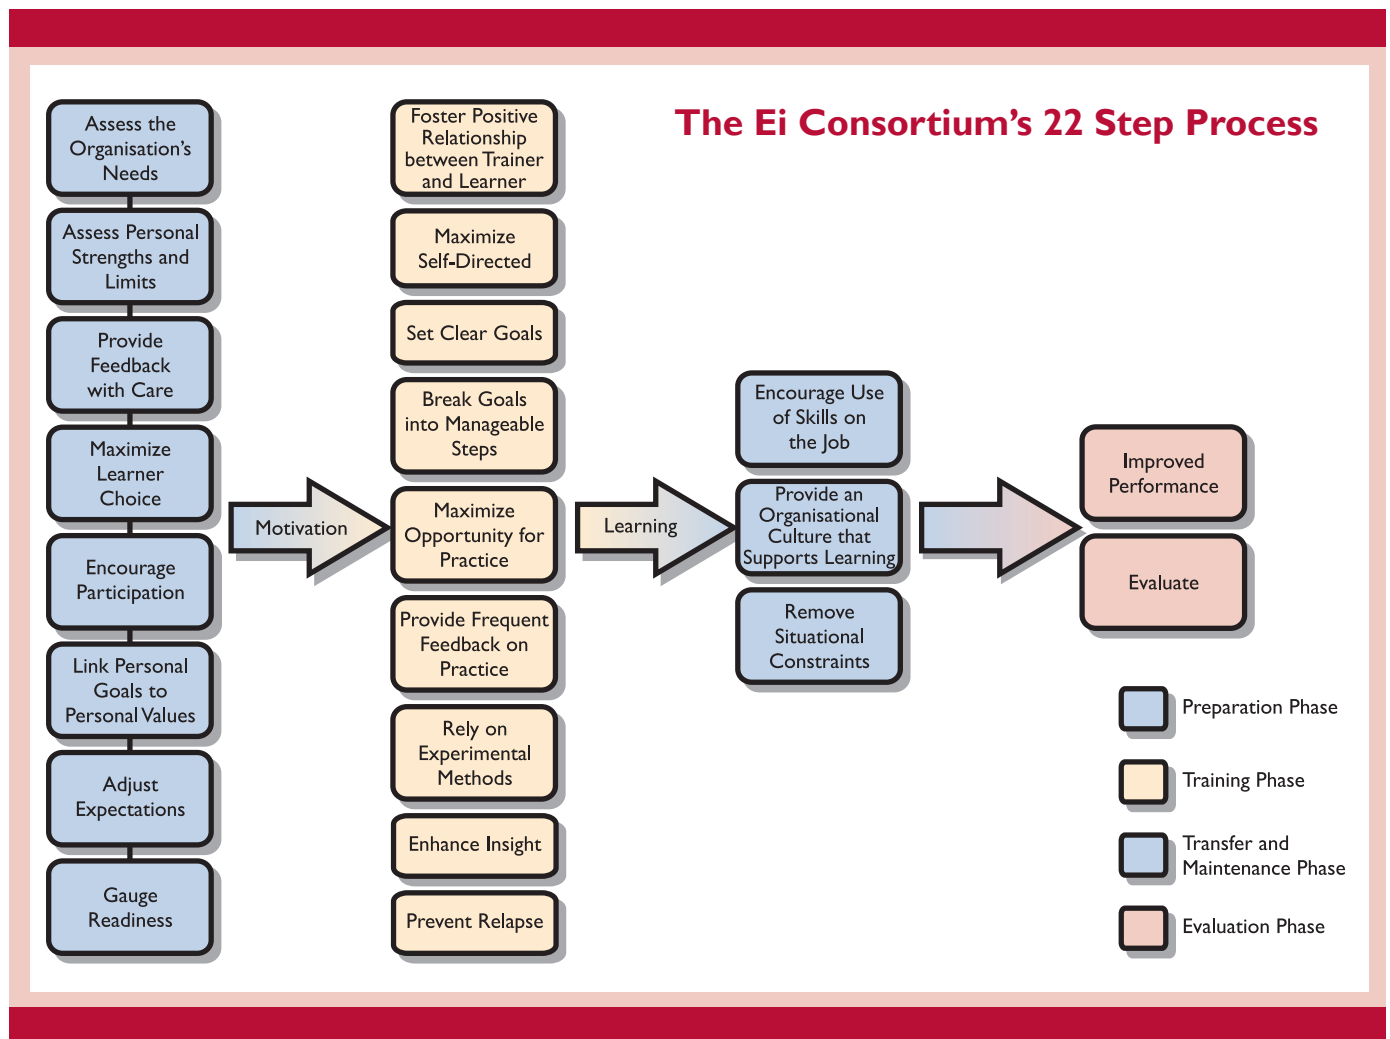 The Ei Consortium's 22 Step Process
Assess the
Organisation's
Needs
Assess Personal
Strengths and
Limits
Provide
Feedback
with Care
Maximize
Learner
Choice
Encourage
Participation
Link Personal
Goals to
Personal Values
Adjust
Expectations
Gauge
Readiness
Motivation
Foster Positive
Relationship
between Trainer
and Learner
Maximize
Self-Directed
Set Clear Goals
Break Goals
into Manageable
Steps
Maximize
Opportunity for
Practice
Provide Frequent
Feedback on
Practice
Rely on
Experimental
Methods
Enhance Insight
Prevent Relapse
Learning
Encourage Use
of Skills on
the Job
Provide an
Organisational
Culture that
Supports Learning
Remove
Situational
Constraints
Improved
Performance
Evaluate
Preparation Phase
Training Phase
Transfer and
Maintenance Phase
Evaluation Phase